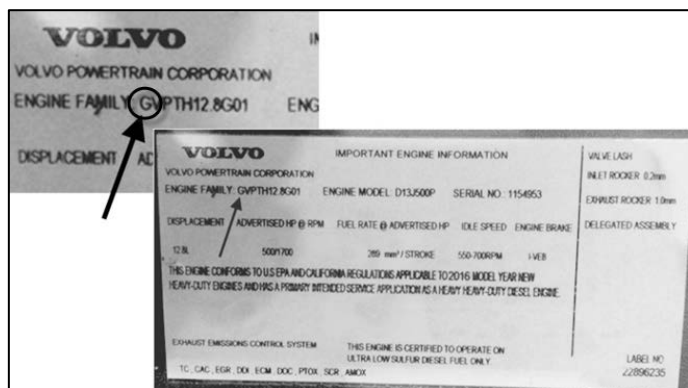 VOLVO
VOLVO POWERTRAIN CORPORATION
ENGINE FAMILY: GVPTH12.8G01 ENG
DISPLACEMENT AD
VOLVO IMPORTANT ENGINE INFORMATION
VOLVO POWERTRAIN CORPORATION
ENGINE FAMILY: GVPTH12.8G01 ENGINE MODEL: D13J500P SERIAL NO.: 1154953
DISPLACEMENT ADVERTISED HP @ RPM FUEL RATE @ ADVERTISED HP IDLE SPEED ENGINE BRAKE
12.8L 500/1700 289 mm³ / STROKE 550-700RPM I-VEB
THIS ENGINE CONFORMS TO U.S EPA AND CALIFORNIA REGULATIONS APPLICABLE TO 2016 MODEL YEAR NEW
HEAVY-DUTY ENGINES AND HAS A PRIMARY INTENDED SERVICE APPLICATION AS A HEAVY HEAVY-DUTY DIESEL ENGINE.
EXHAUST EMISSIONS CONTROL SYSTEM
THIS ENGINE IS CERTIFIED TO OPERATE ON
ULTRA LOW SULFUR DIESEL FUEL ONLY.
TC, CAC, EGR, DDI, ECM, DOC, PTOX, SCR, AMOX
VALVE LASH
INLET ROCKER 0.2mm
EXHAUST ROCKER 1.0mm
DELEGATED ASSEMBLY
LABEL NO
22896235